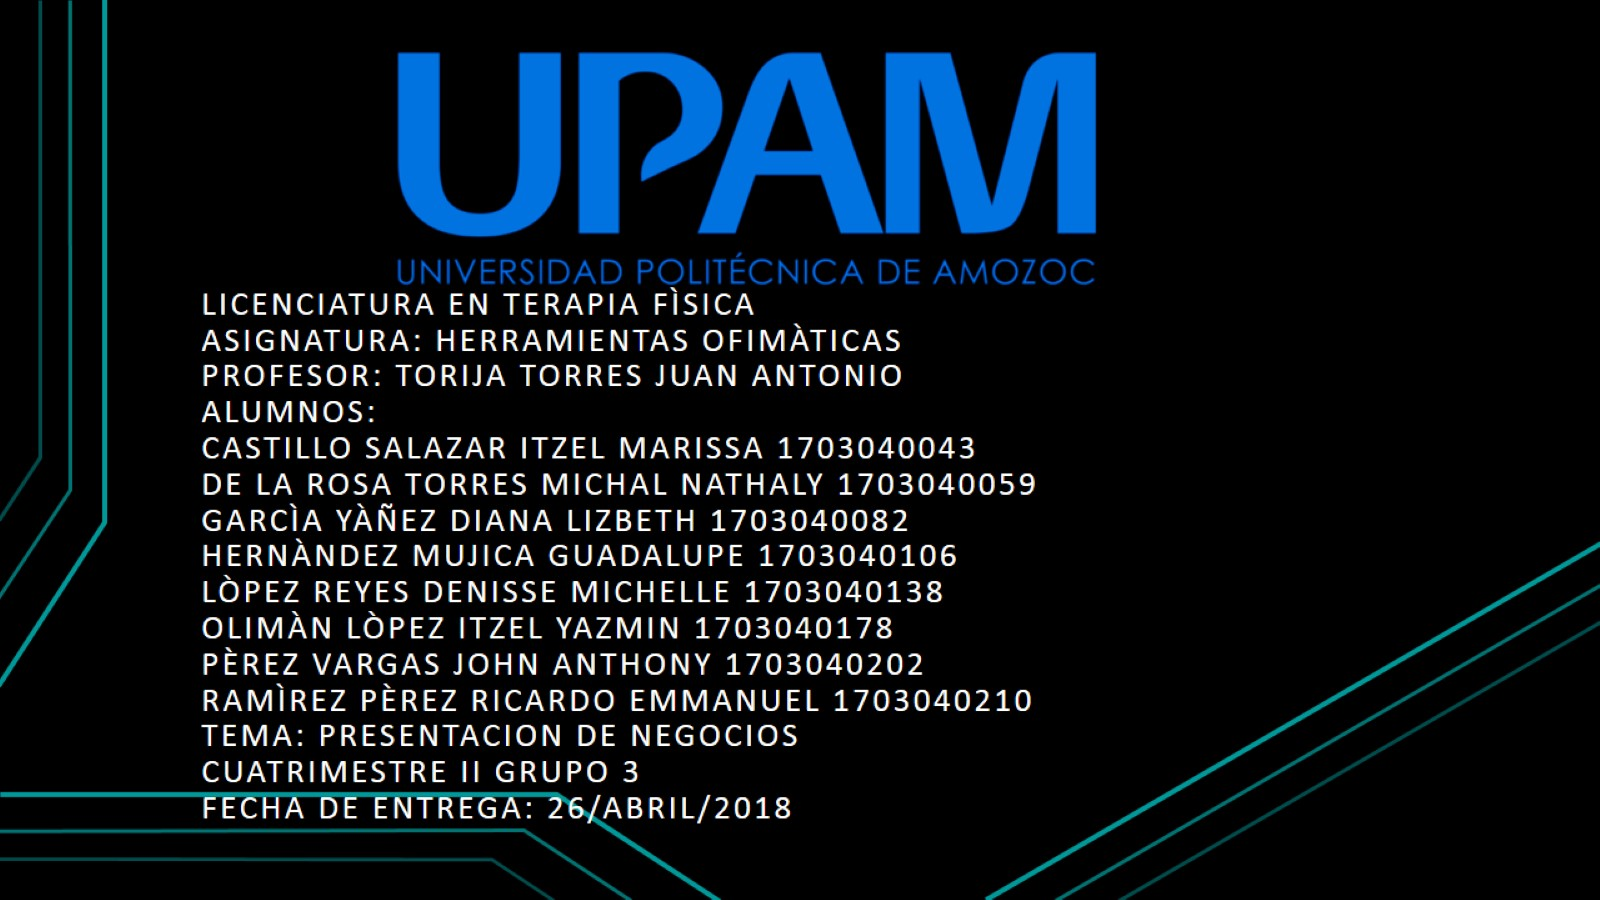 UPAM
UNIVERSIDAD POLITÉCNICA DE AMOZOC
LICENCIATURA EN TERAPIA FÌSICA
ASIGNATURA: HERRAMIENTAS OFIMÀTICAS
PROFESOR: TORIJA TORRES JUAN ANTONIO
ALUMNOS:
CASTILLO SALAZAR ITZEL MARISSA 1703040043
DE LA ROSA TORRES MICHAL NATHALY 1703040059
GARCÌA YÀÑEZ DIANA LIZBETH 1703040082
HERNÀNDEZ MUJICA GUADALUPE 1703040106
LÒPEZ REYES DENISSE MICHELLE 1703040138
OLIMÀN LÒPEZ ITZEL YAZMIN 1703040178
PÈREZ VARGAS JOHN ANTHONY 1703040202
RAMÌREZ PÈREZ RICARDO EMMANUEL 1703040210
TEMA: PRESENTACION DE NEGOCIOS
CUATRIMESTRE II GRUPO 3
FECHA DE ENTREGA: 26/ABRIL/2018